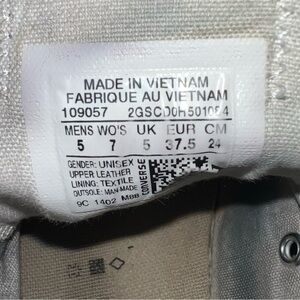 MADE IN VIETNAM
FABRIQUE AU VIETNAM
109057 2GSCD0H501084
MENS WO'S UK EUR CM
5 7 5 37.5 24
GENDER: UNISEX
UPPER LEATHER
LINING: TEXTILE
OUTSOLE: MAN-MADE
9C 1402 M88
CONVERSE